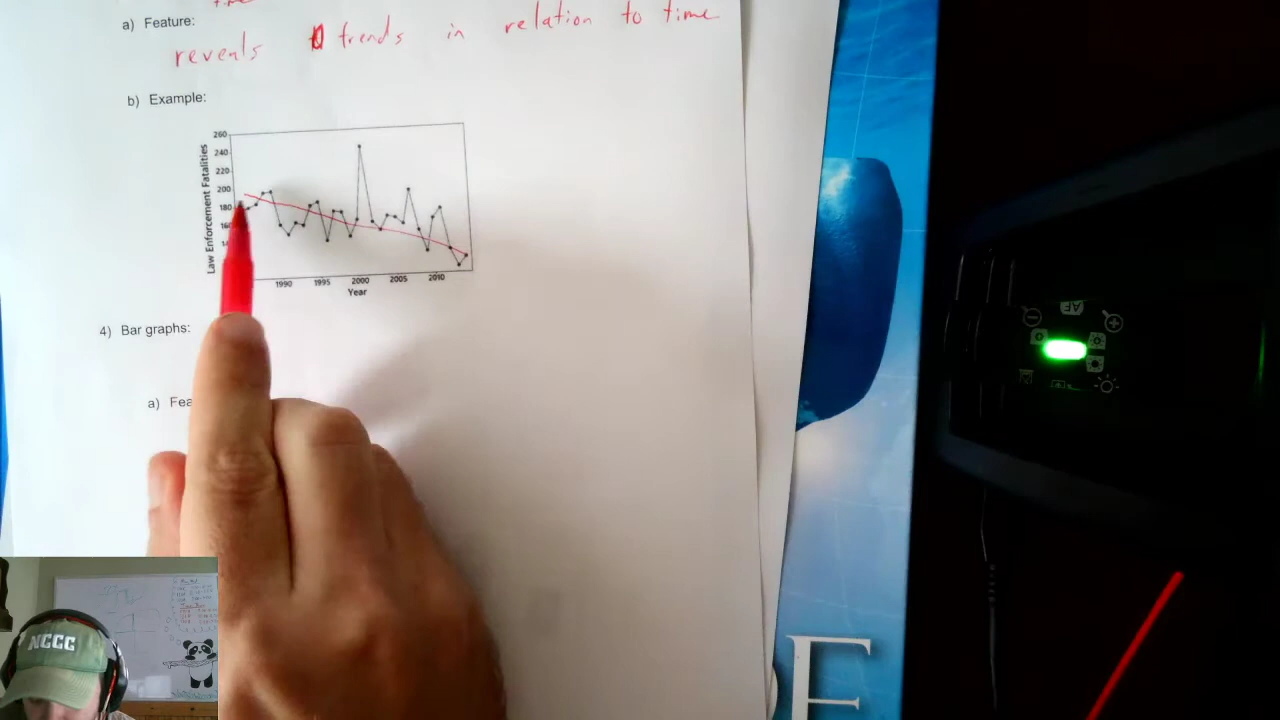 a) Feature:
reveals trends in relation to time
b) Example:
260
240
220
200
180
Law Enforcement Fatalities
1990 1995 2000 2005 2010
Year
4) Bar graphs:
a)
NCCC
AF
E